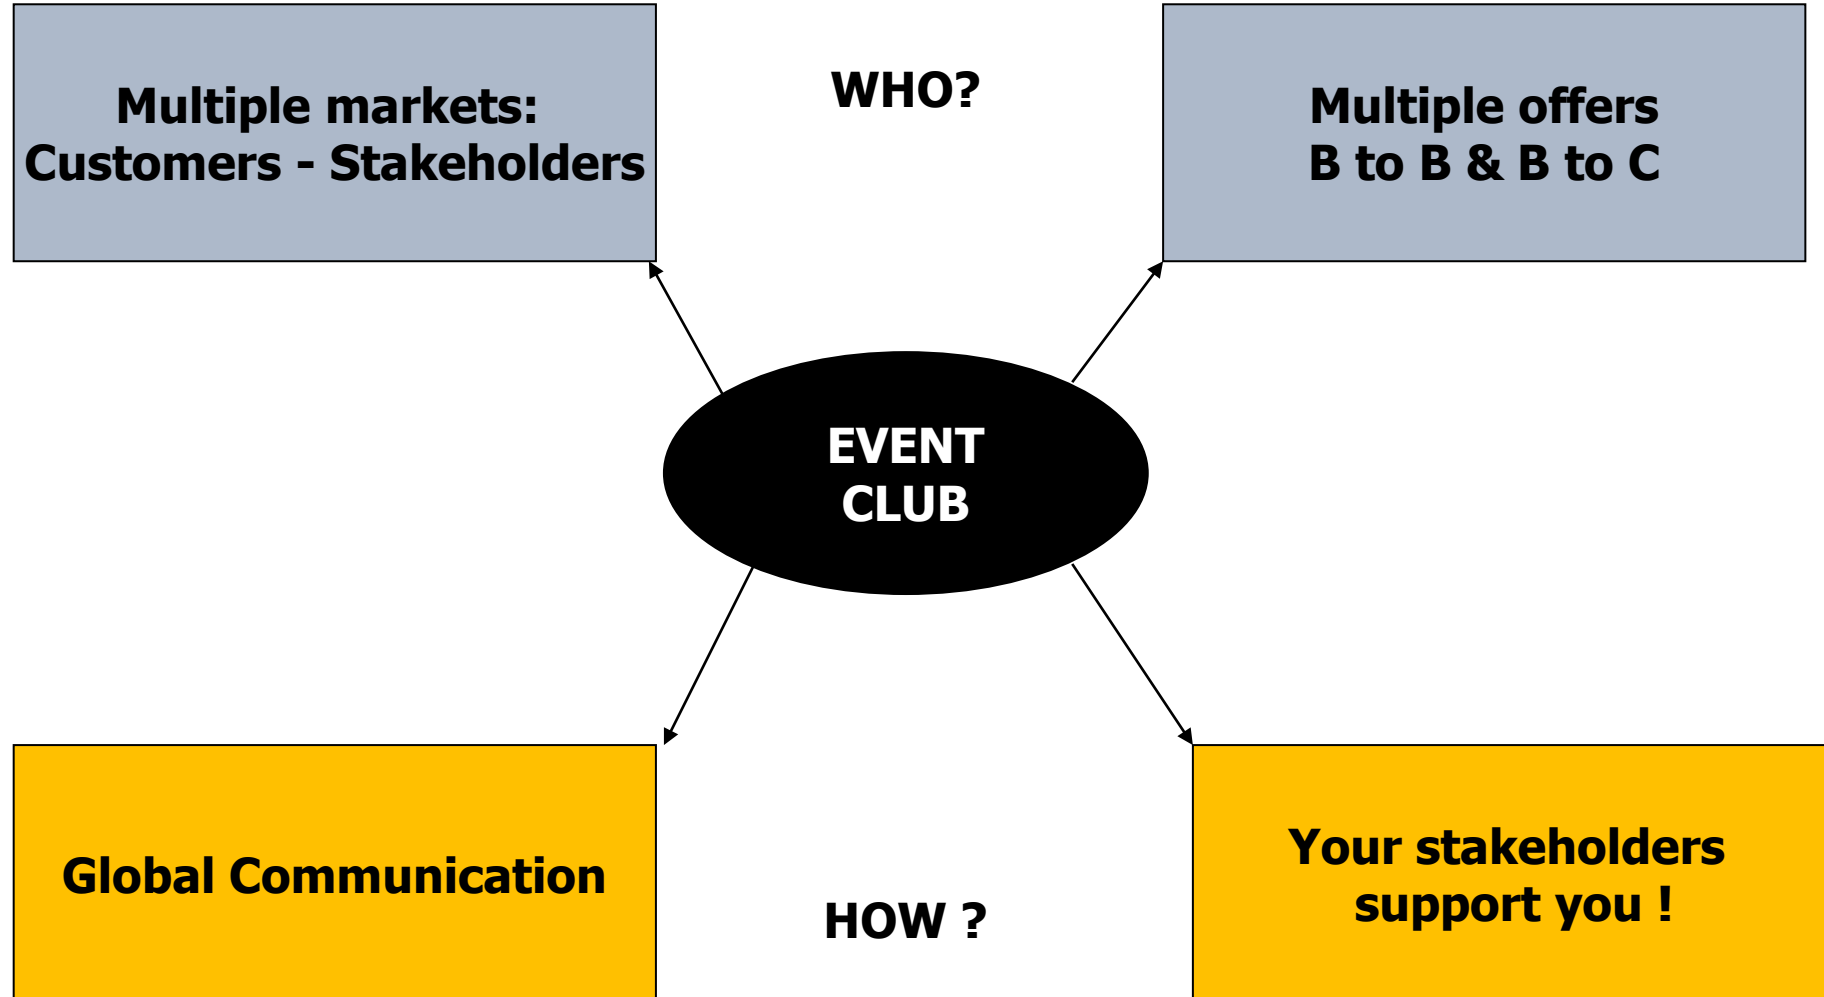 Multiple markets:
Customers - Stakeholders
WHO?
Multiple offers
B to B & B to C
EVENT
CLUB
Global Communication
HOW ?
Your stakeholders
support you !